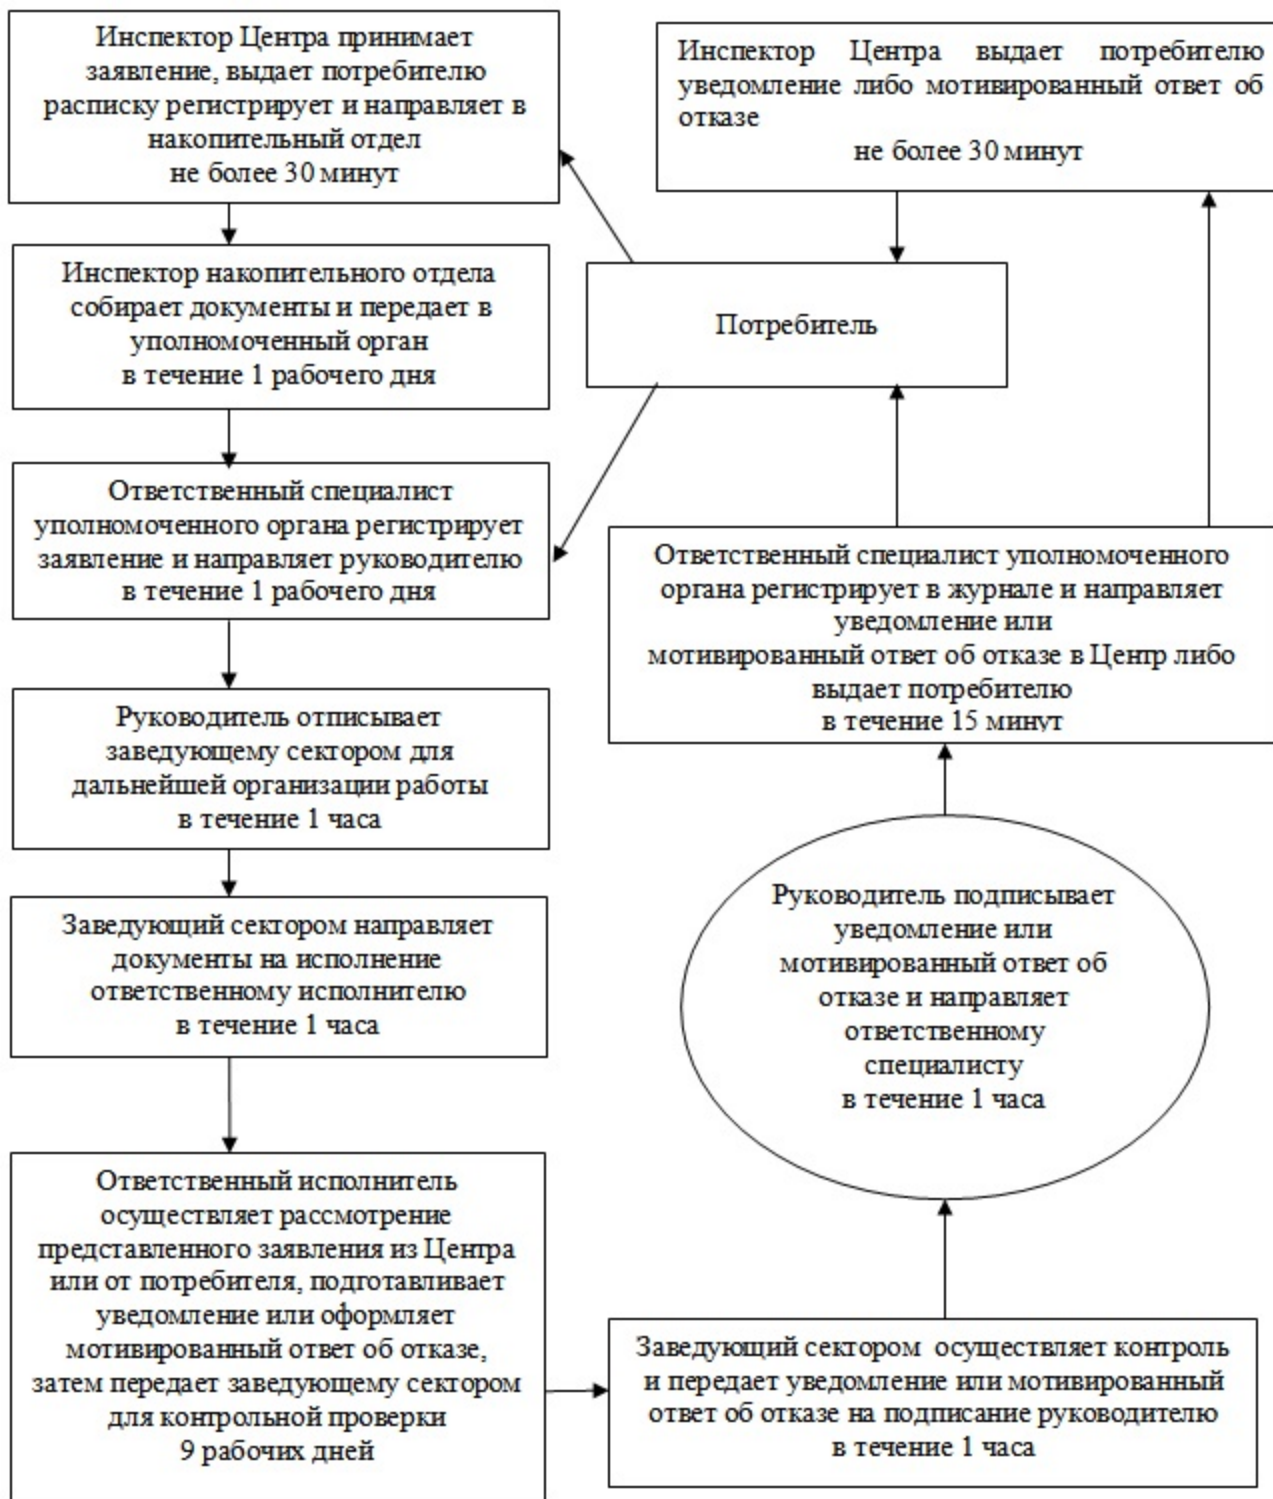 Инспектор Центра принимает
заявление, выдает потребителю
расписку регистрирует и направляет в
накопительный отдел
не более 30 минут
Инспектор Центра выдает потребителю
уведомление либо мотивированный ответ об
отказе
не более 30 минут
Инспектор накопительного отдела
собирает документы и передает в
уполномоченный орган
в течение 1 рабочего дня
Потребитель
Ответственный специалист
уполномоченного органа регистрирует
заявление и направляет руководителю
в течение 1 рабочего дня
Ответственный специалист уполномоченного
органа регистрирует в журнале и направляет
уведомление или
мотивированный ответ об отказе в Центр либо
выдает потребителю
в течение 15 минут
Руководитель отписывает
заведующему сектором для
дальнейшей организации работы
в течение 1 часа
Заведующий сектором направляет
документы на исполнение
ответственному исполнителю
в течение 1 часа
Руководитель подписывает
уведомление или
мотивированный ответ об
отказе и направляет
ответственному
специалисту
в течение 1 часа
Ответственный исполнитель
осуществляет рассмотрение
представленного заявления из Центра
или от потребителя, подготавливает
уведомление или оформляет
мотивированный ответ об отказе,
затем передает заведующему сектором
для контрольной проверки
9 рабочих дней
Заведующий сектором осуществляет контроль
и передает уведомление или мотивированный
ответ об отказе на подписание руководителю
в течение 1 часа